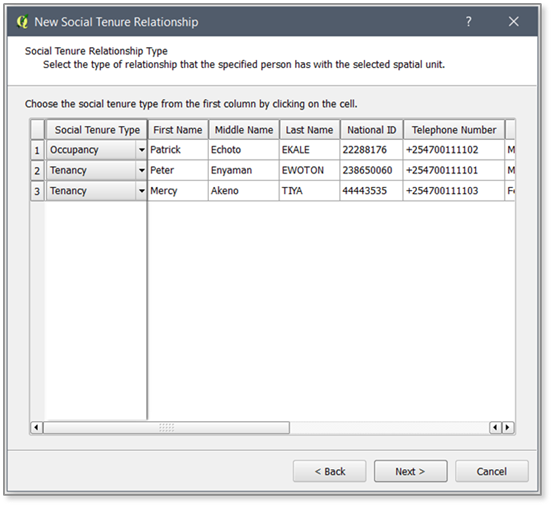 New Social Tenure Relationship ?
Social Tenure Relationship Type
Select the type of relationship that the specified person has with the selected spatial unit.
Choose the social tenure type from the first column by clicking on the cell.
Social Tenure Type First Name Middle Name Last Name National ID Telephone Number
1 Occupancy Patrick Echoto EKALE 22288176 +254700111102 M
2 Tenancy Peter Enyaman EWOTON 238650060 +254700111101 M
3 Tenancy Mercy Akeno TIYA 44443535 +254700111103 Fe
< Back Next > Cancel